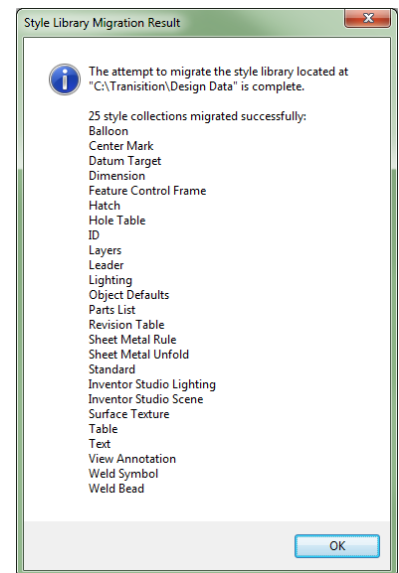 Style Library Migration Result
The attempt to migrate the style library located at
"C:\Tranisition\Design Data" is complete.
25 style collections migrated successfully:
Balloon
Center Mark
Datum Target
Dimension
Feature Control Frame
Hatch
Hole Table
ID
Layers
Leader
Lighting
Object Defaults
Parts List
Revision Table
Sheet Metal Rule
Sheet Metal Unfold
Standard
Inventor Studio Lighting
Inventor Studio Scene
Surface Texture
Table
Text
View Annotation
Weld Symbol
Weld Bead
OK